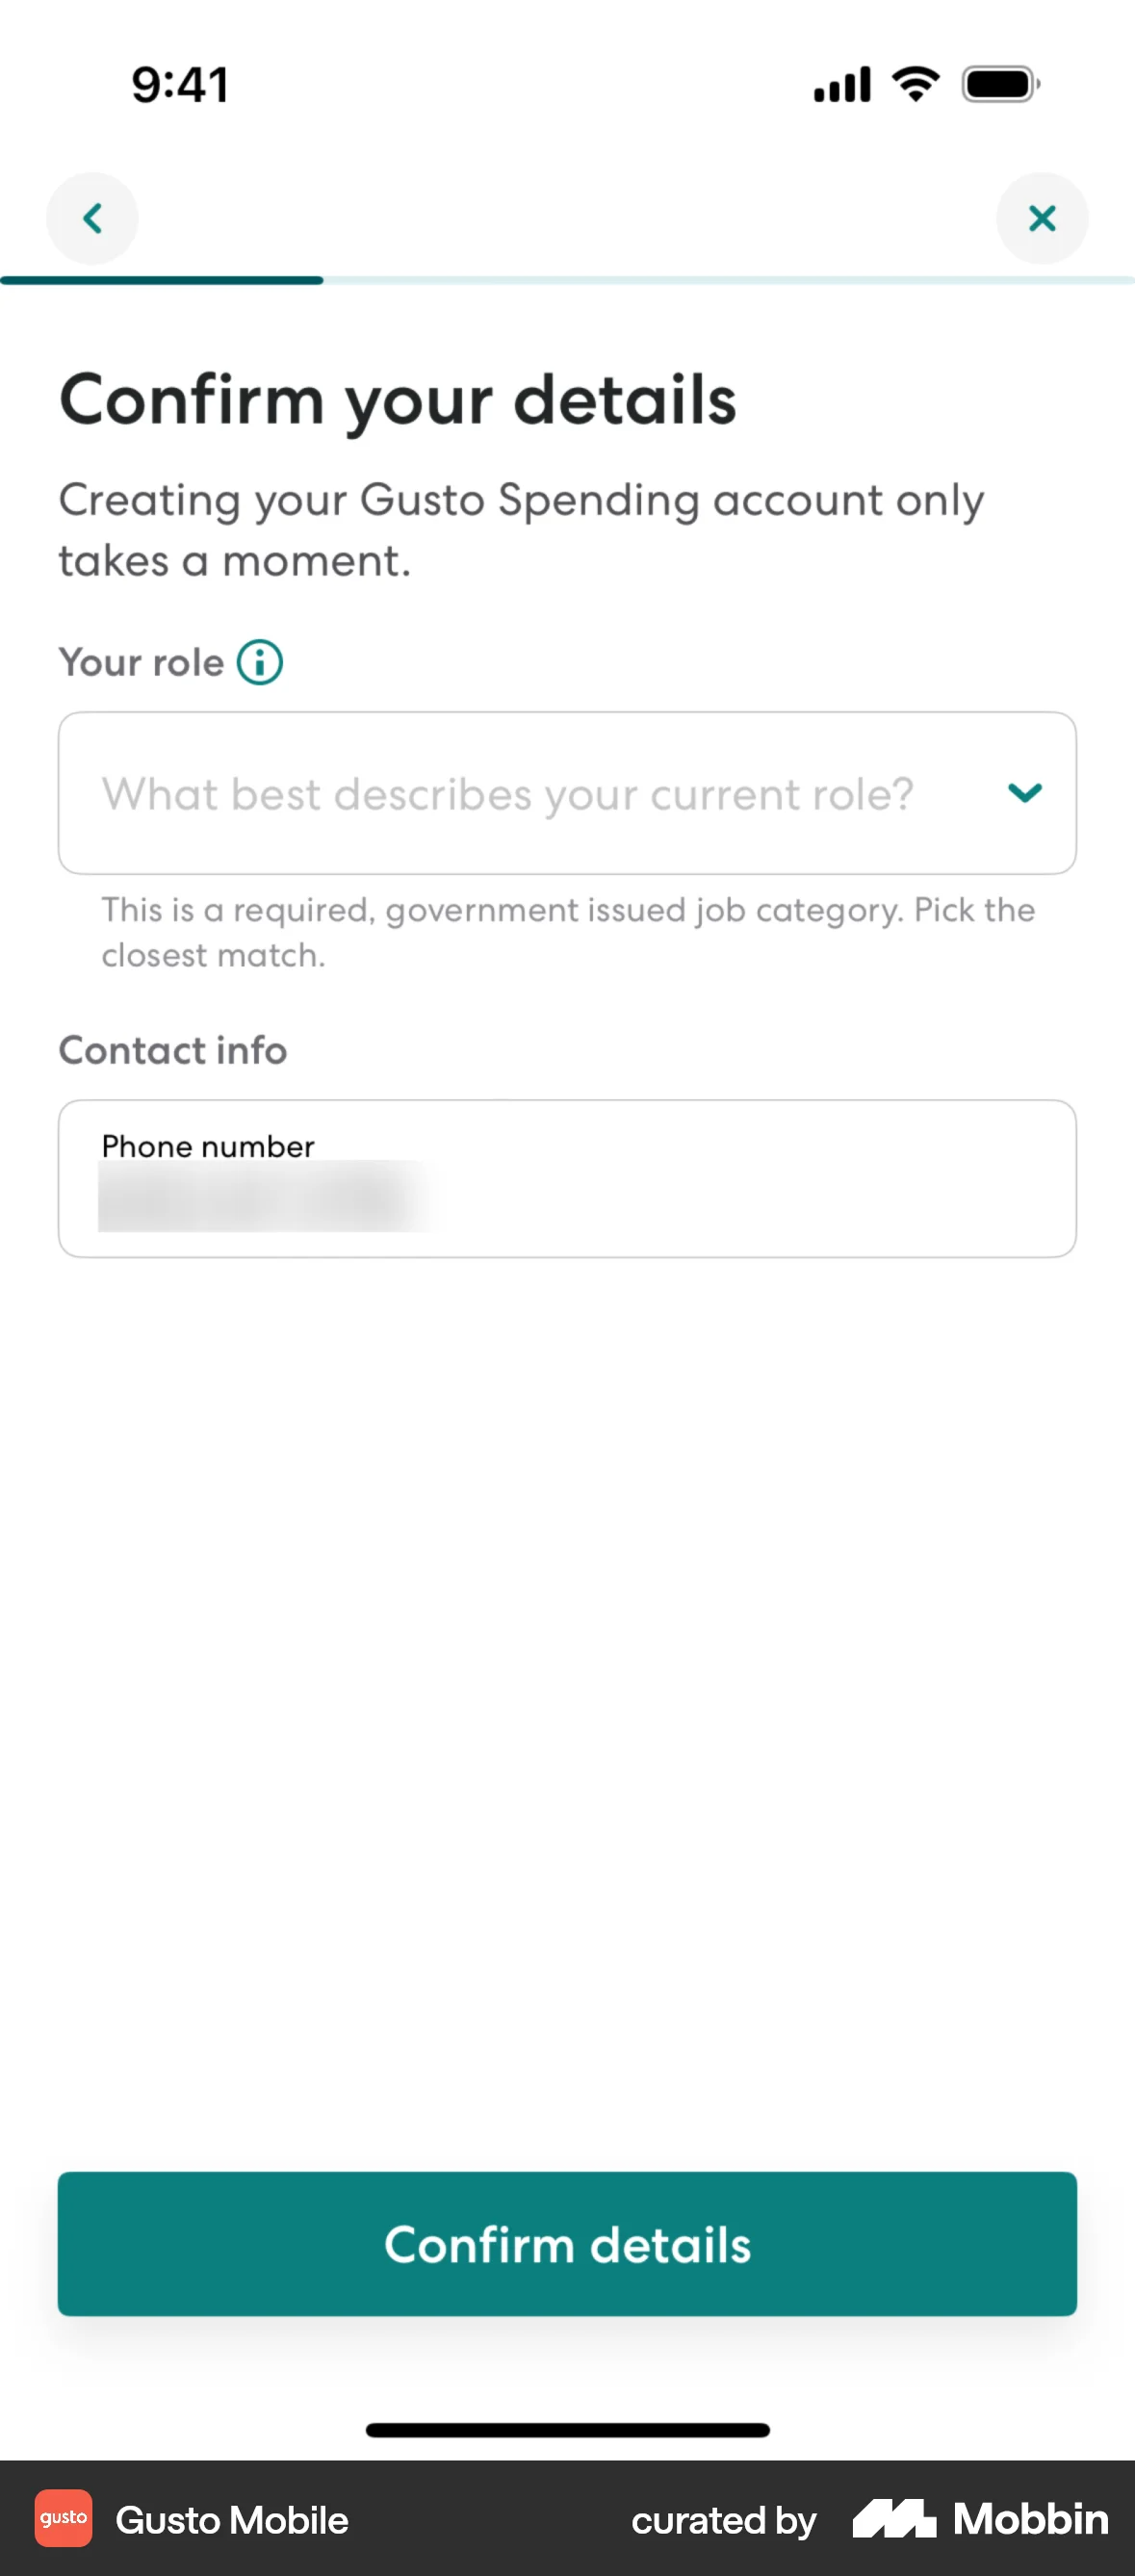 9:41
Confirm your details
Creating your Gusto Spending account only
takes a moment.
Your role
What best describes your current role?
This is a required, government issued job category. Pick the
closest match.
Contact info
Phone number
Confirm details
gusto
Gusto Mobile
curated by
Mobbin